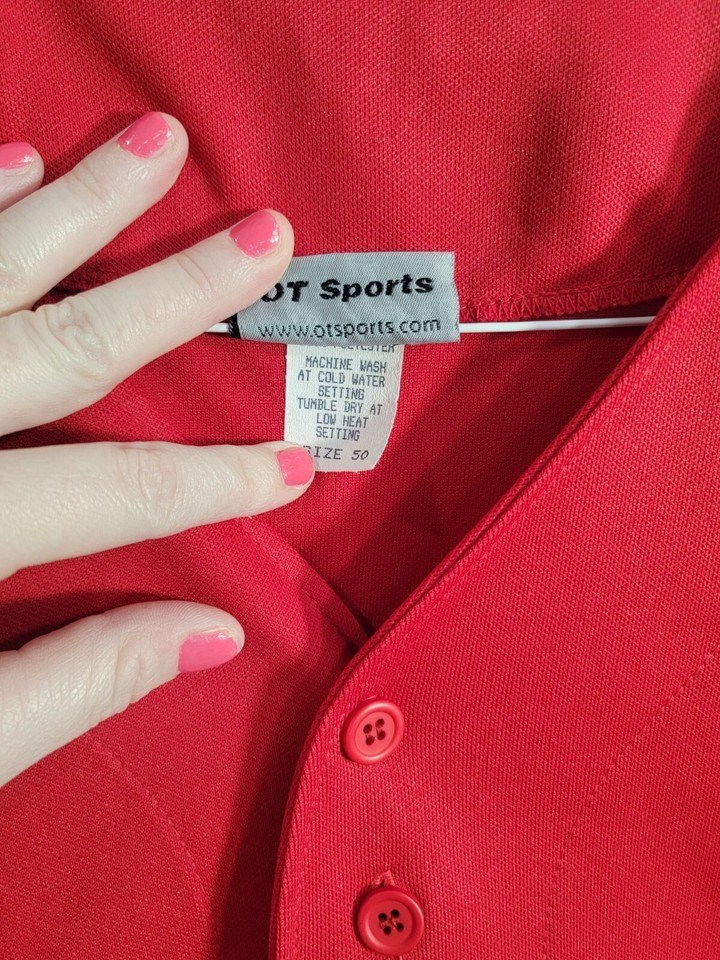 OT Sports
www.otsports.com
POLYESTER
MACHINE WASH
AT COLD WATER
SETTING
TUMBLE DRY AT
LOW HEAT
SETTING
SIZE 50